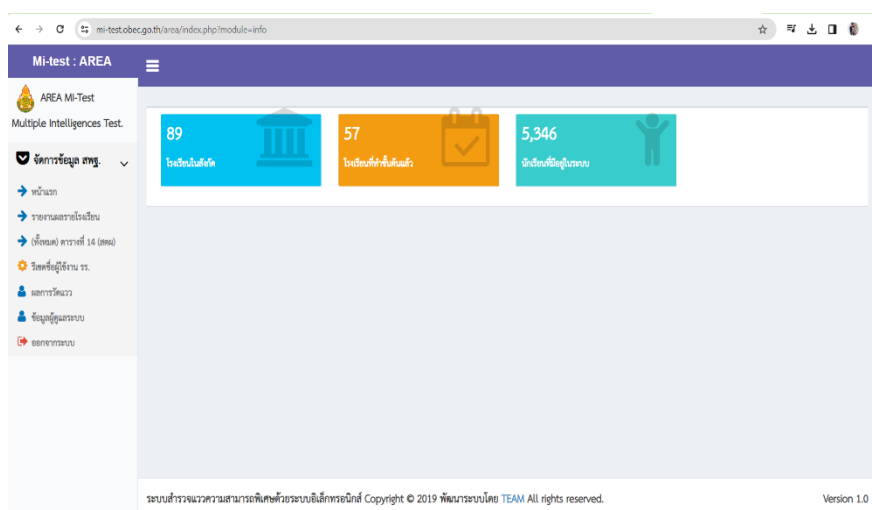 mi-test.obec.go.th/area/index.php?module=info
Mi-test : AREA
AREA MI-Test
Multiple Intelligences Test.
จัดการข้อมูล สพฐ.
หน้าแรก
รายงานผลรายโรงเรียน
(ทั้งหมด) ตารางที่ 14 (สตผ)
รีเซตชื่อผู้ใช้งาน รร.
ผลการวัดแวว
ข้อมูลผู้ดูแลระบบ
ออกจากระบบ
89
โรงเรียนในสังกัด
57
โรงเรียนที่ทำขั้นต้นแล้ว
5,346
นักเรียนที่มีอยู่ในระบบ
ระบบสำรวจแววความสามารถพิเศษด้วยระบบอิเล็กทรอนิกส์ Copyright © 2019 พัฒนาระบบโดย TEAM All rights reserved.
Version 1.0